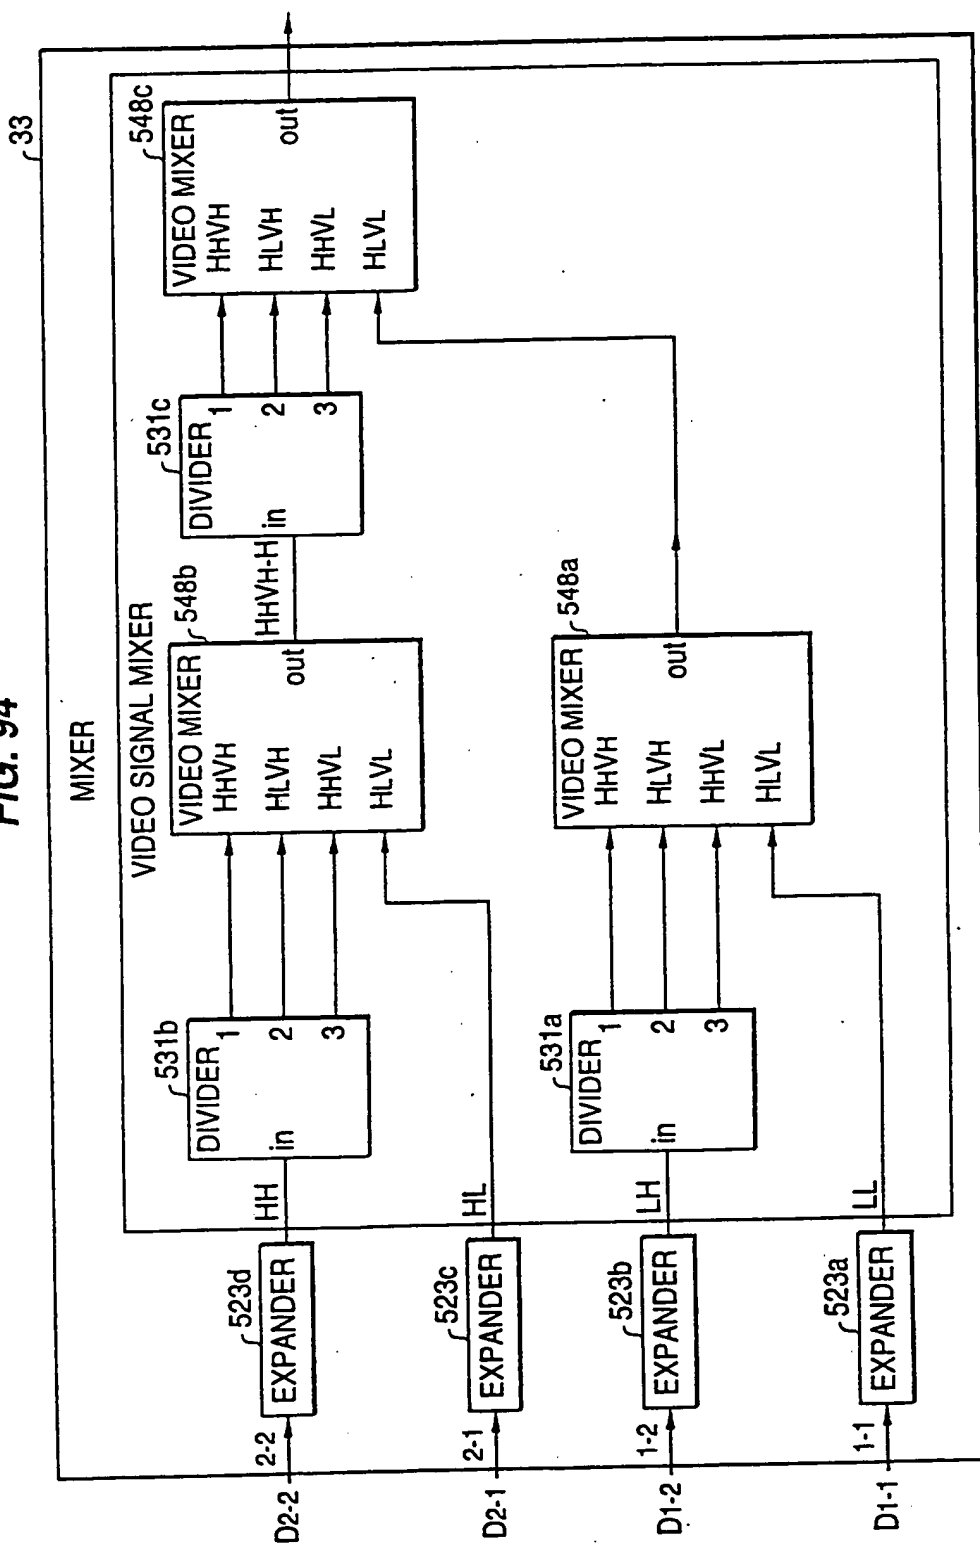 FIG. 94
33
MIXER
VIDEO SIGNAL MIXER
D2-2
2-2
EXPANDER
523d
HH
DIVIDER
531b
in
1
2
3
VIDEO MIXER
548b
HHVH
HLVH
HHVL
HLVL
out
HHVH-H
DIVIDER
531c
in
1
2
3
VIDEO MIXER
548c
HHVH
HLVH
HHVL
HLVL
out
D2-1
2-1
EXPANDER
523c
HL
D1-2
1-2
EXPANDER
523b
LH
DIVIDER
531a
in
1
2
3
VIDEO MIXER
548a
HHVH
HLVH
HHVL
HLVL
out
D1-1
1-1
EXPANDER
523a
LL